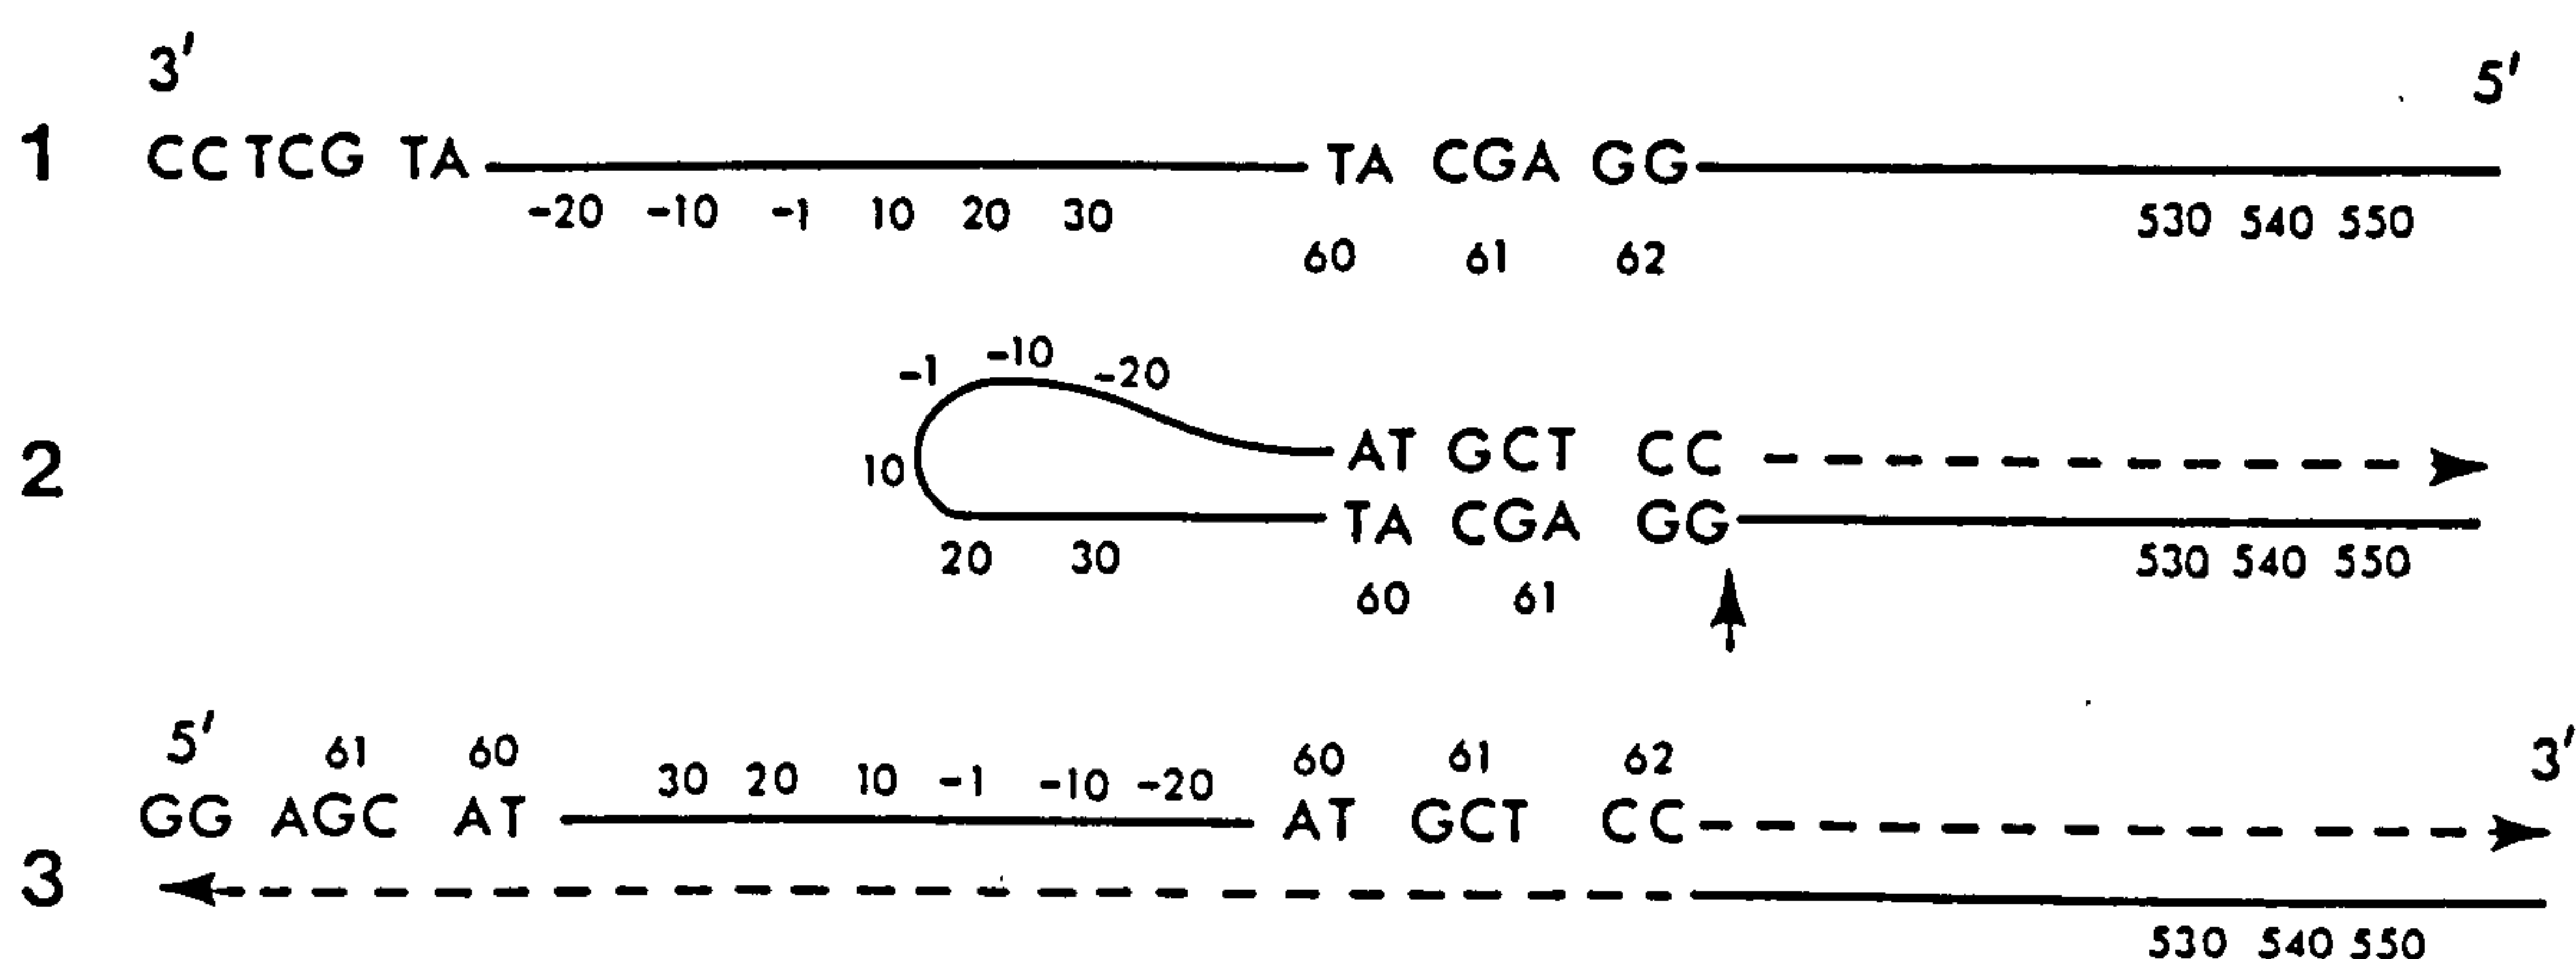 3' 5'
1 CCTCG TA TA CGA GG
-20 -10 -1 10 20 30 530 540 550
60 61 62
-1 -10 -20
2 AT GCT CC
10
TA CGA GG
20 30 530 540 550
60 61
5' 61 60 60 61 62 3'
30 20 10 -1 -10 -20
GG AGC AT AT GCT CC
3
530 540 550